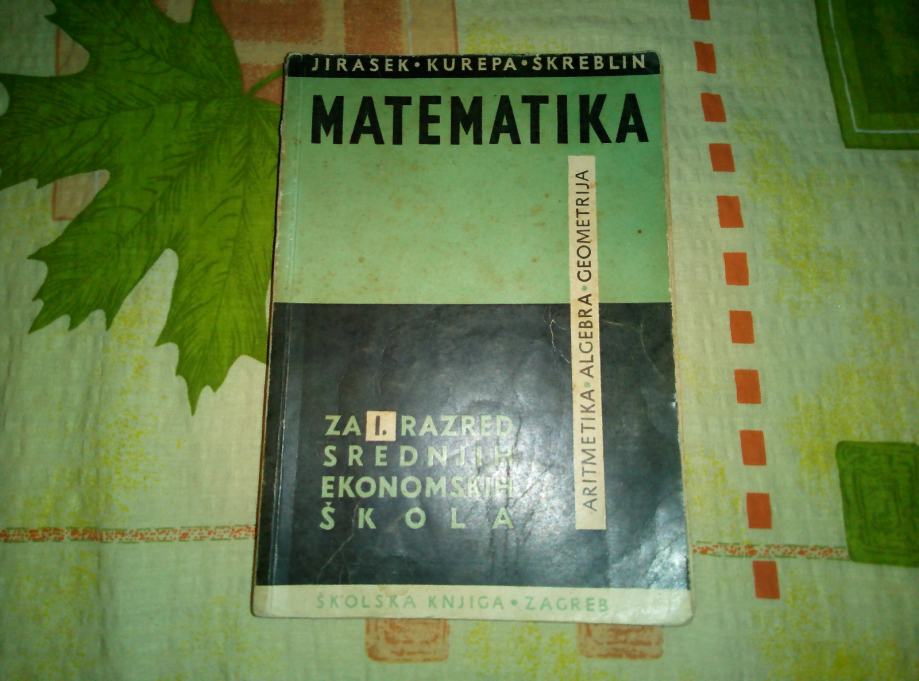 JIRASEK • KUREPA • ŠKREBLIN
MATEMATIKA
ARITMETIKA • ALGEBRA • GEOMETRIJA
ZA I. RAZRED
SREDNJIH
EKONOMSKIH
ŠKOLA
ŠKOLSKA KNJIGA • ZAGREB